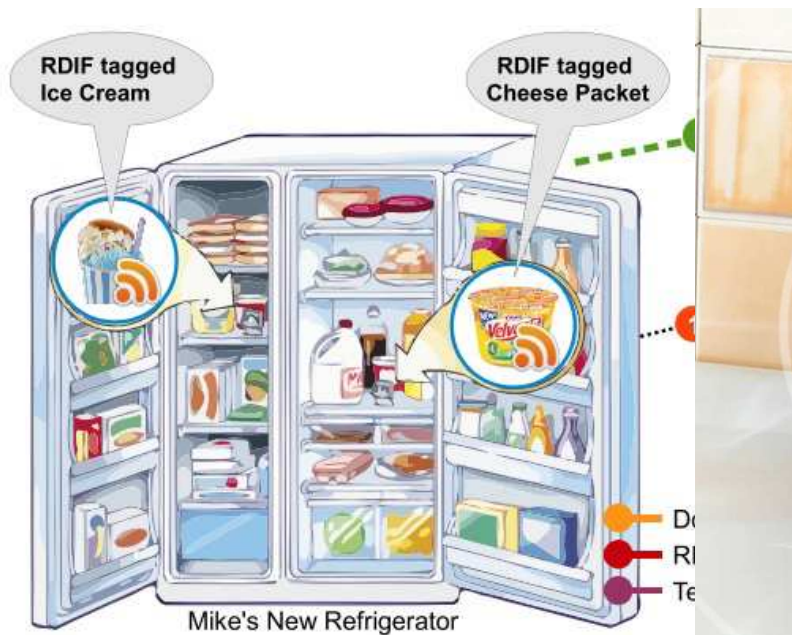 RDIF tagged
Ice Cream
RDIF tagged
Cheese Packet
Mike's New Refrigerator